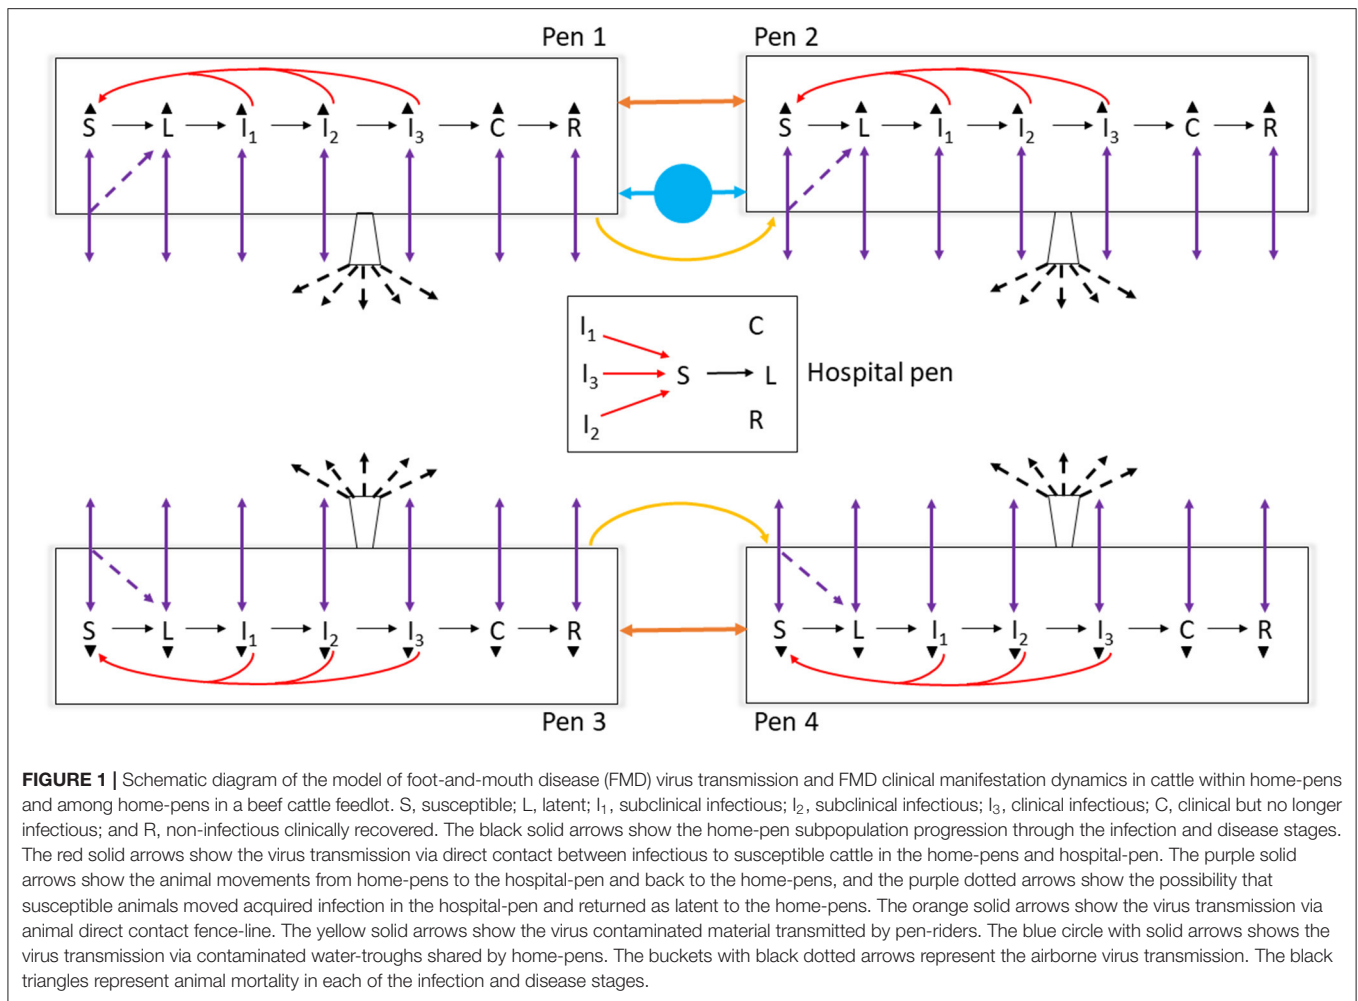 Pen 1 Pen 2
S L I₁ I₂ I₃ C R S L I₁ I₂ I₃ C R
I₁ C
I₃ S L Hospital pen
I₂ R
S L I₁ I₂ I₃ C R S L I₁ I₂ I₃ C R
Pen 3 Pen 4
FIGURE 1 | Schematic diagram of the model of foot-and-mouth disease (FMD) virus transmission and FMD clinical manifestation dynamics in cattle within home-pens
and among home-pens in a beef cattle feedlot. S, susceptible; L, latent; I₁, subclinical infectious; I₂, subclinical infectious; I₃, clinical infectious; C, clinical but no longer
infectious; and R, non-infectious clinically recovered. The black solid arrows show the home-pen subpopulation progression through the infection and disease stages.
The red solid arrows show the virus transmission via direct contact between infectious to susceptible cattle in the home-pens and hospital-pen. The purple solid
arrows show the animal movements from home-pens to the hospital-pen and back to the home-pens, and the purple dotted arrows show the possibility that
susceptible animals moved acquired infection in the hospital-pen and returned as latent to the home-pens. The orange solid arrows show the virus transmission via
animal direct contact fence-line. The yellow solid arrows show the virus contaminated material transmitted by pen-riders. The blue circle with solid arrows shows the
virus transmission via contaminated water-troughs shared by home-pens. The buckets with black dotted arrows represent the airborne virus transmission. The black
triangles represent animal mortality in each of the infection and disease stages.